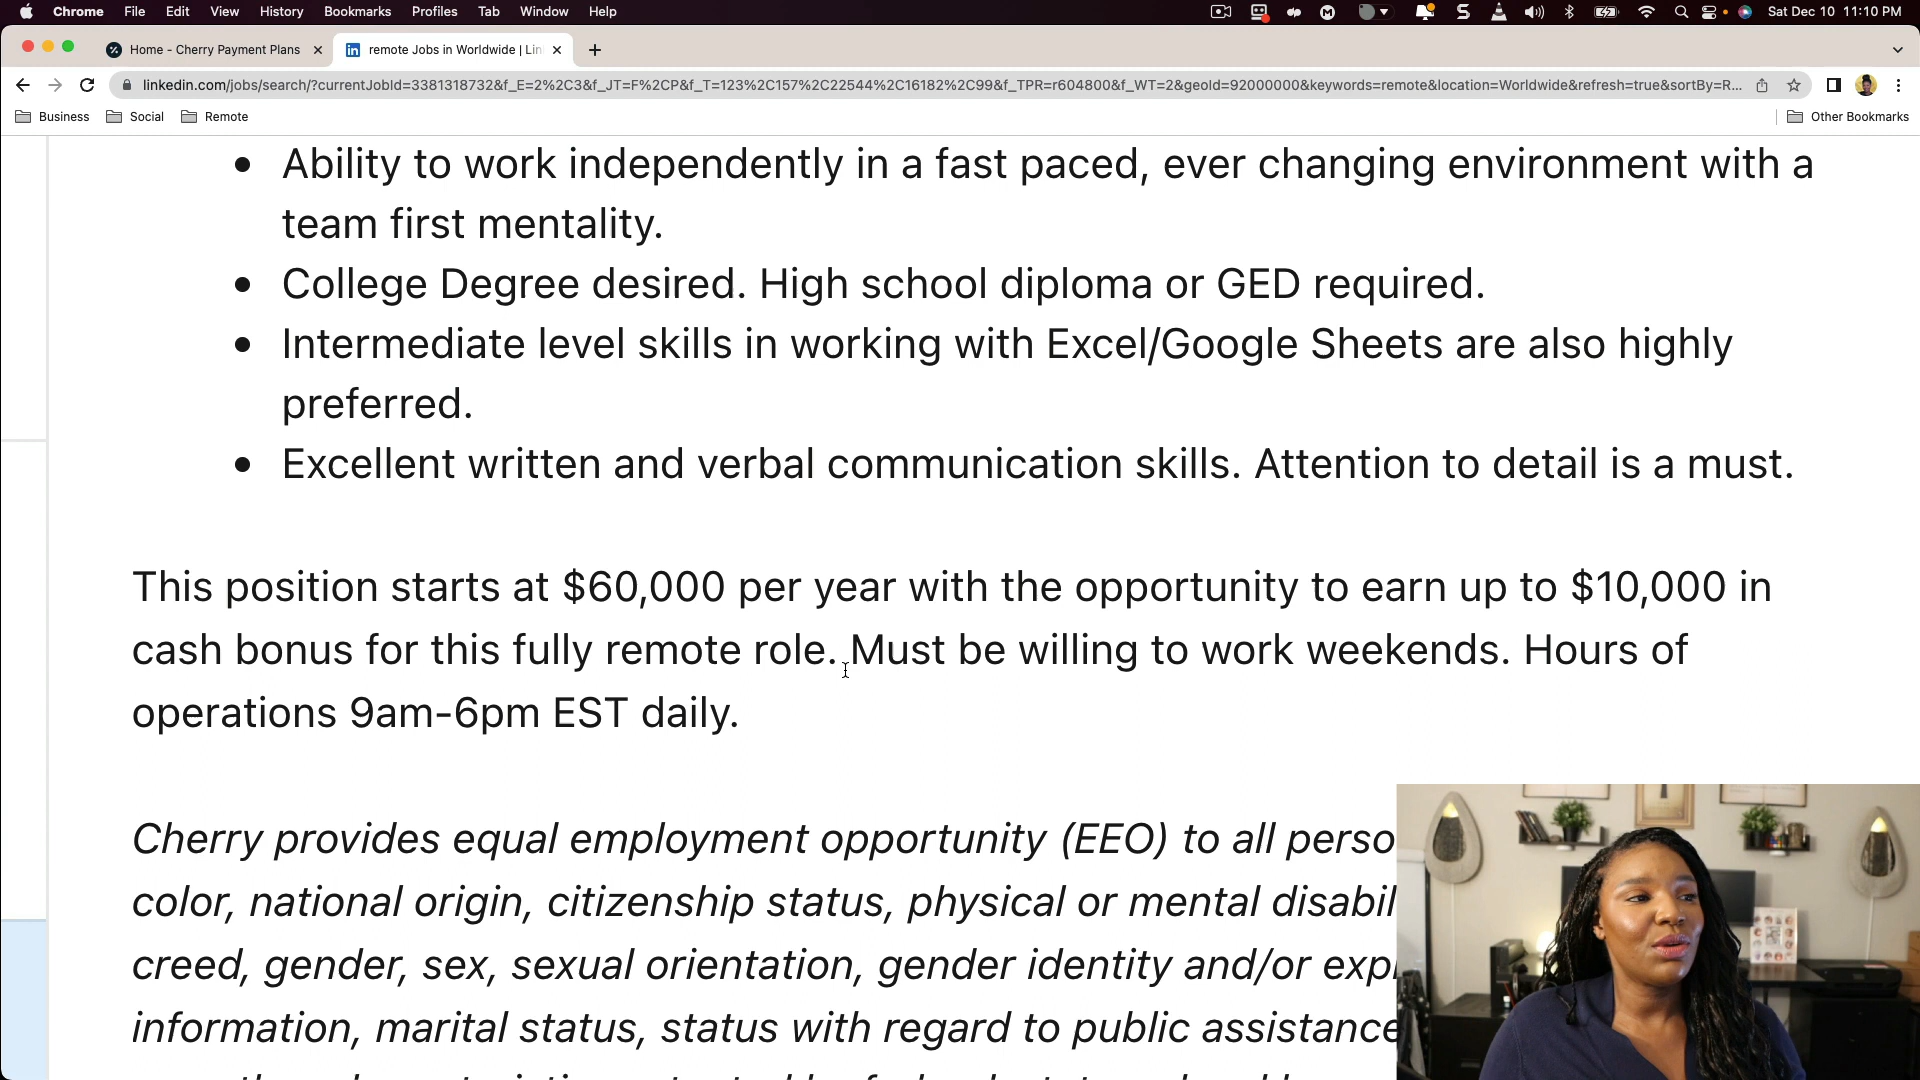 Chrome File Edit View History Bookmarks Profiles Tab Window Help Sat Dec 10 11:10 PM
Home - Cherry Payment Plans remote Jobs in Worldwide | Lin
linkedin.com/jobs/search/?currentJobId=3381318732&f_E=2%2C3&f_JT=F%2CP&f_T=123%2C157%2C22544%2C16182%2C99&f_TPR=r604800&f_WT=2&geoId=92000000&keywords=remote&location=Worldwide&refresh=true&sortBy=R...
Business Social Remote Other Bookmarks
• Ability to work independently in a fast paced, ever changing environment with a
team first mentality.
• College Degree desired. High school diploma or GED required.
• Intermediate level skills in working with Excel/Google Sheets are also highly
preferred.
• Excellent written and verbal communication skills. Attention to detail is a must.
This position starts at $60,000 per year with the opportunity to earn up to $10,000 in
cash bonus for this fully remote role. Must be willing to work weekends. Hours of
operations 9am-6pm EST daily.
Cherry provides equal employment opportunity (EEO) to all perso
color, national origin, citizenship status, physical or mental disabil
creed, gender, sex, sexual orientation, gender identity and/or exp
information, marital status, status with regard to public assistance